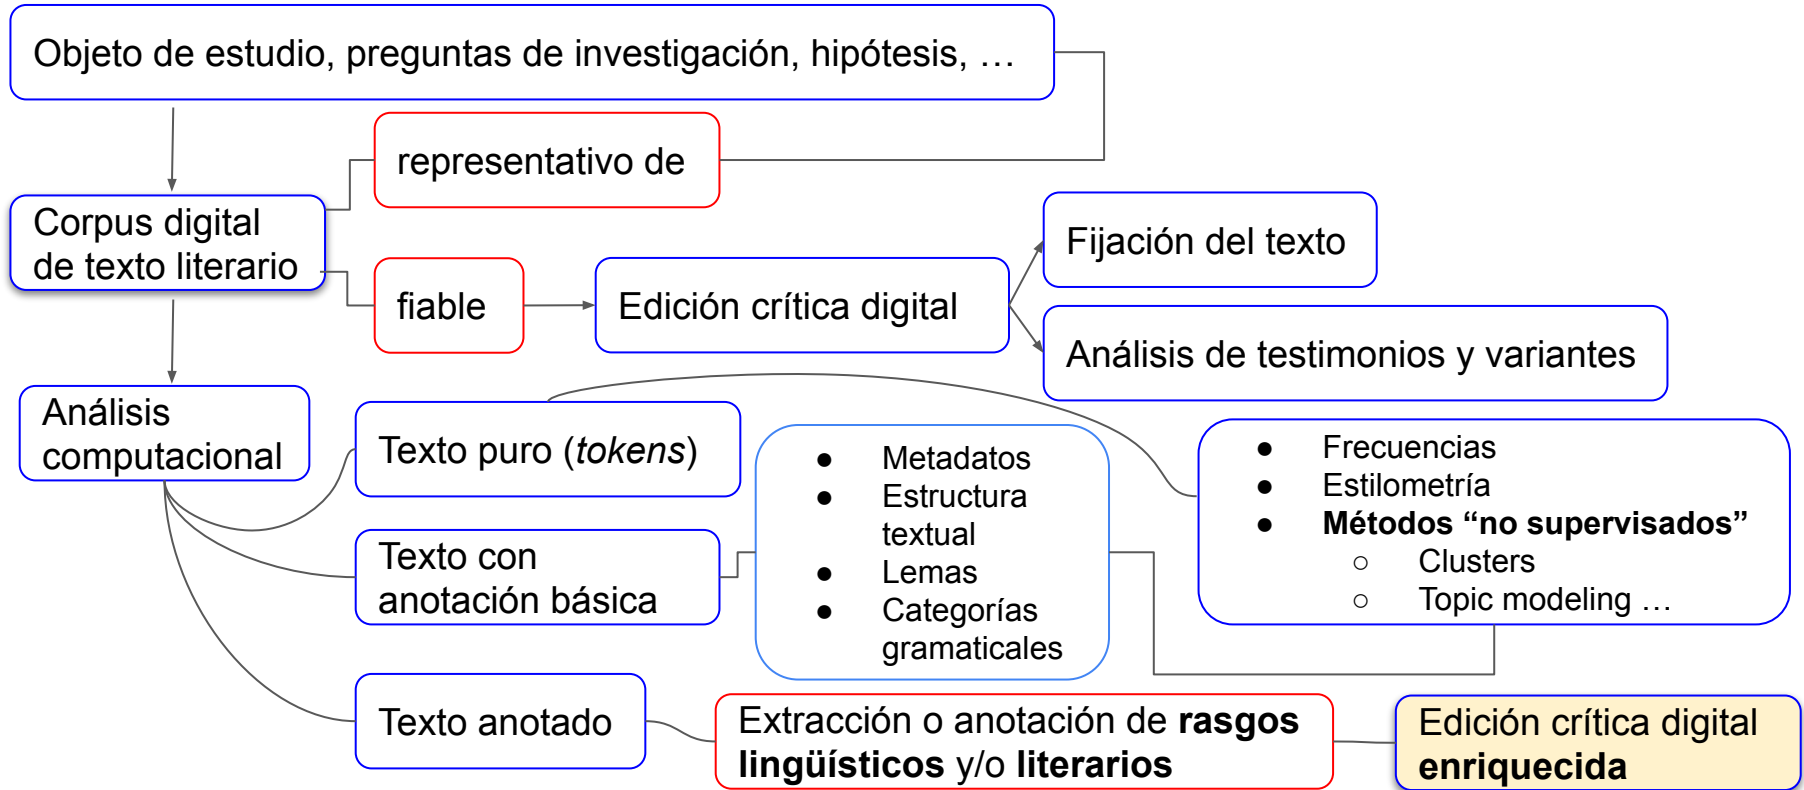 Objeto de estudio, preguntas de investigación, hipótesis, …
representativo de
Corpus digital
de texto literario
fiable
Edición crítica digital
Fijación del texto
Análisis de testimonios y variantes
Análisis
computacional
Texto puro (tokens)
Texto con
anotación básica
● Metadatos
● Estructura
textual
● Lemas
● Categorías
gramaticales
● Frecuencias
● Estilometría
● Métodos “no supervisados”
○ Clusters
○ Topic modeling …
Texto anotado
Extracción o anotación de rasgos
lingüísticos y/o literarios
Edición crítica digital
enriquecida